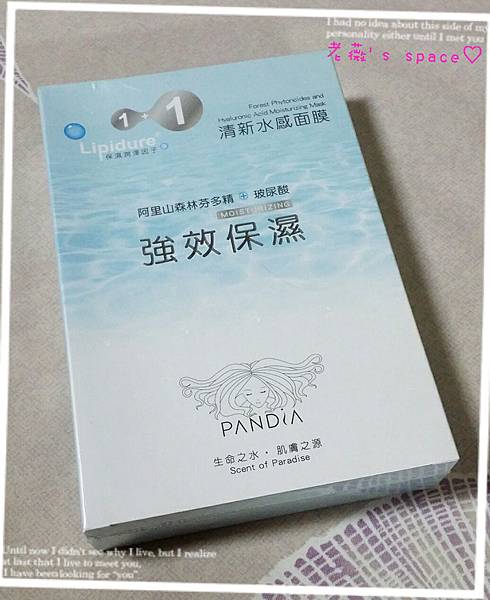 I had no idea about this side of my
personality either until I met you
老薇's space♡
1 + 1
Lipidure
保濕潤澤因子
Forest Phytoncides and
Hyaluronic Acid Moisturizing Mask
清新水感面膜
阿里山森林芬多精 + 玻尿酸
MOISTURIZING
強效保濕
PANDiA
生命之水・肌膚之源
Scent of Paradise
Until now I didn't see why I live, but I realize
at last that I live to meet you,
I have been looking for "you".